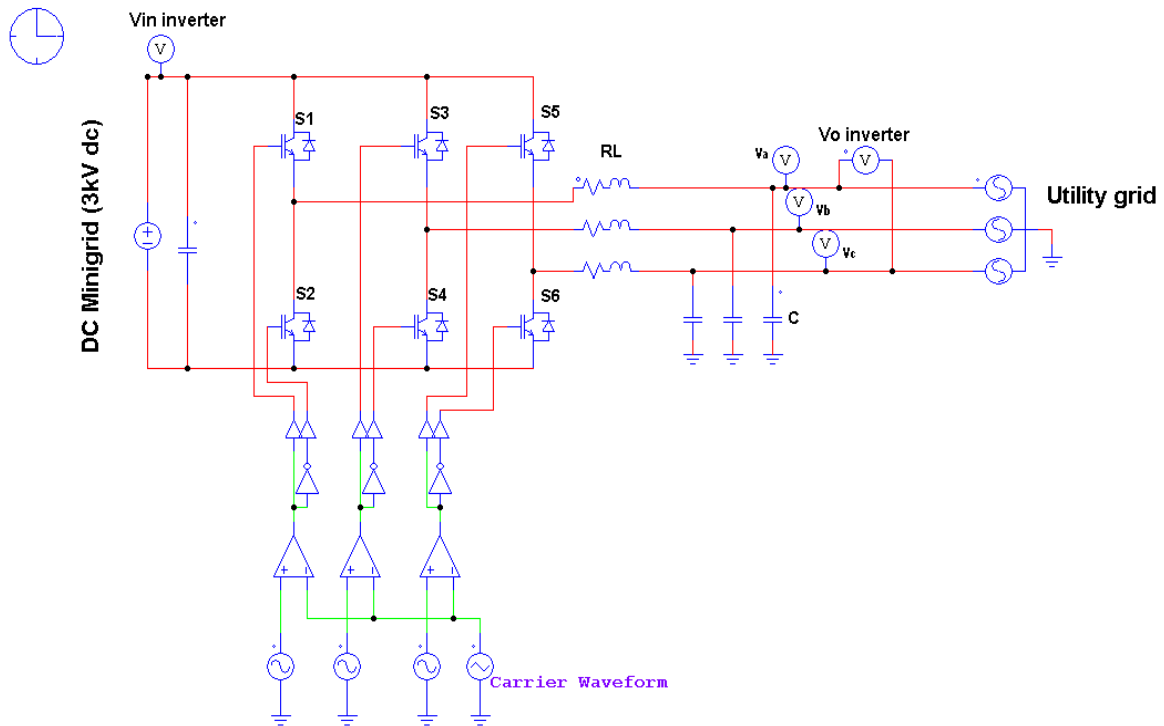 Vin inverter
DC Minigrid (3kV dc)
S1
S3
S5
S2
S4
S6
RL
Va
V
Vb
V
Vc
V
Vo inverter
V
V
Utility grid
C
Carrier Waveform